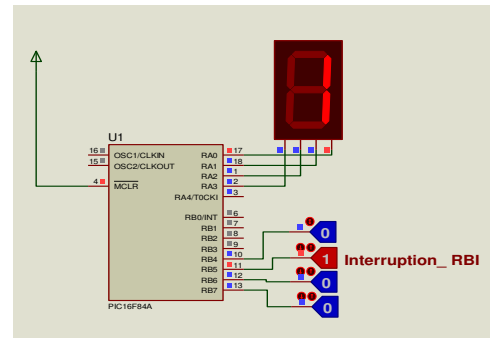 U1
16 OSC1/CLKIN RA0 17
15 OSC2/CLKOUT RA1 18
RA2 1
4 MCLR RA3 2
RA4/T0CKI 3
RB0/INT 6
RB1 7
RB2 8
RB3 9
RB4 10
RB5 11
RB6 12
RB7 13
PIC16F84A
0
1 Interruption_ RBI
0
0